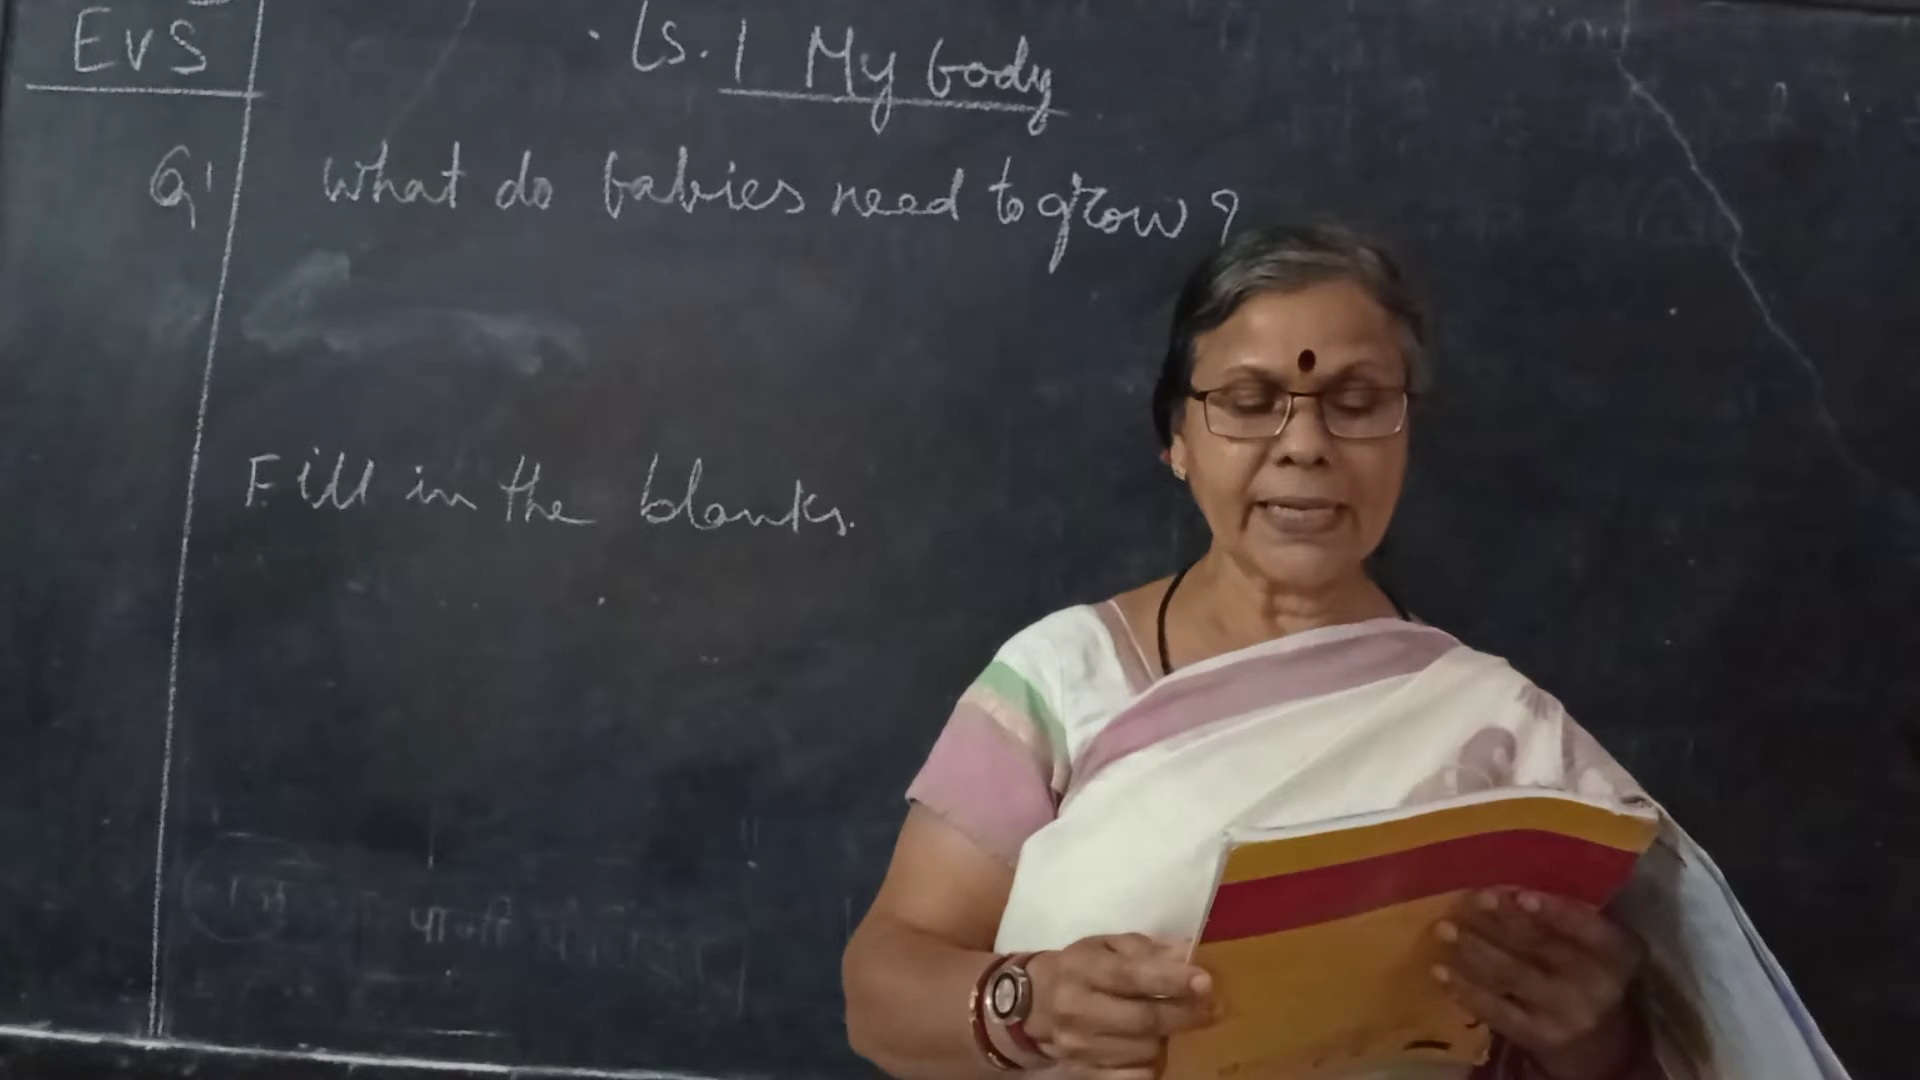 EVS
Ls. 1 My body
Q1 What do babies need to grow?
Fill in the blanks.